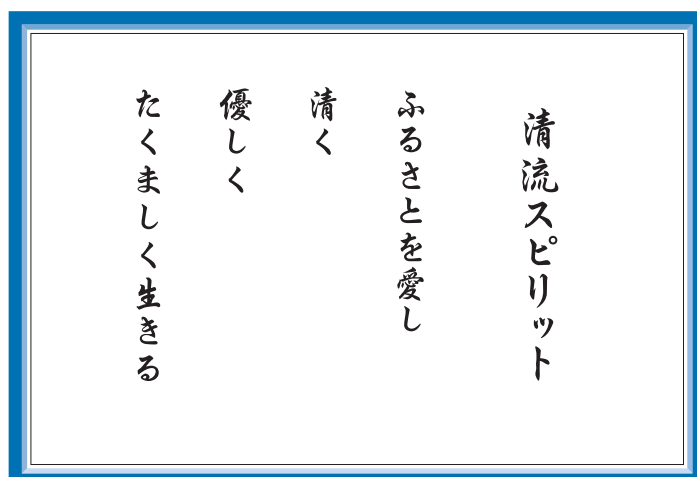 清流スピリット
ふるさとを愛し
清く
優しく
たくましく生きる